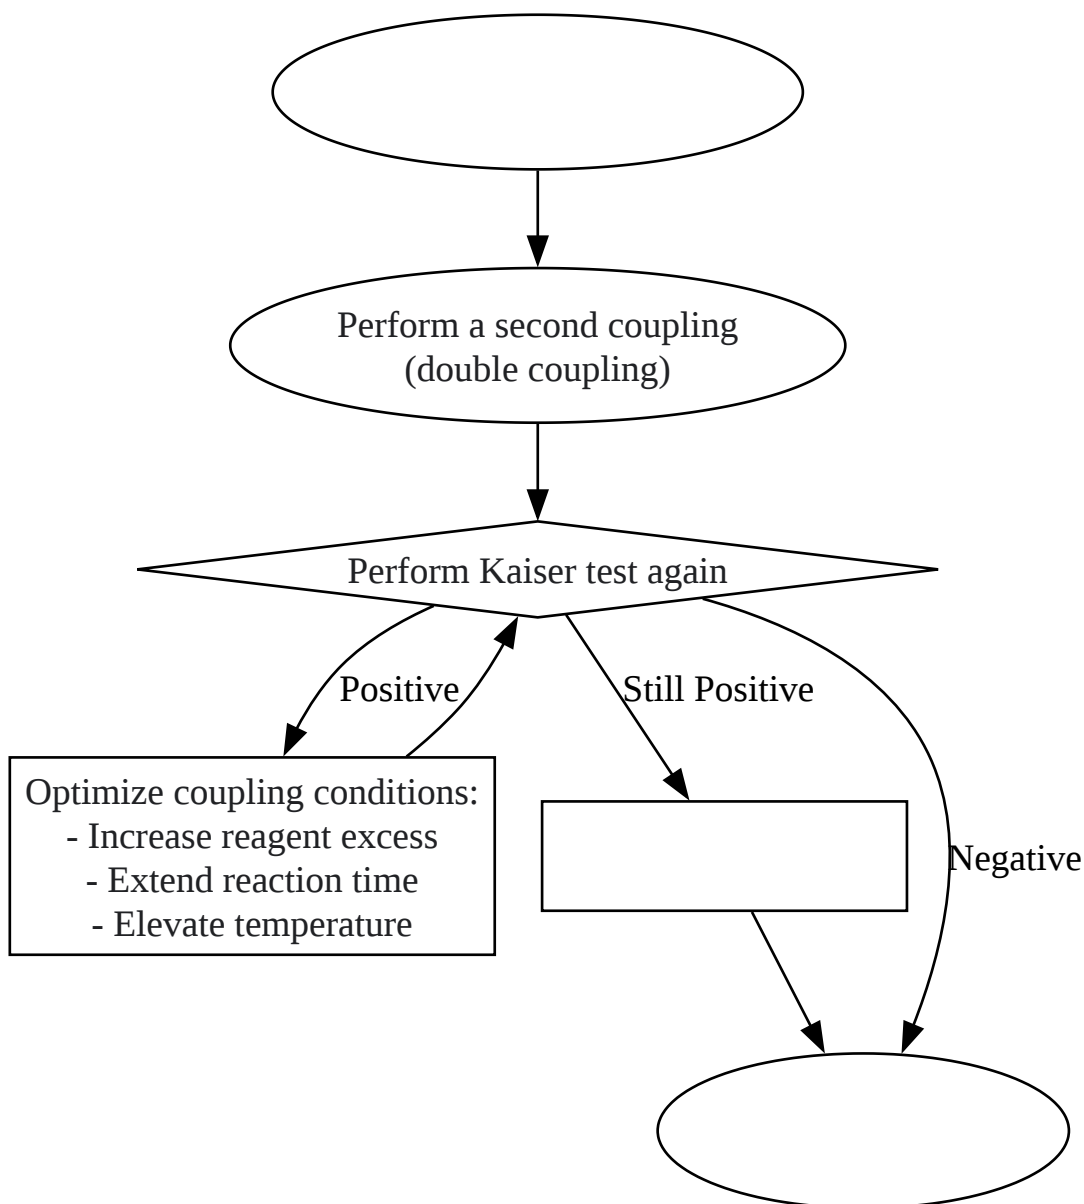 Perform a second coupling
(double coupling)
Perform Kaiser test again
Positive
Still Positive
Optimize coupling conditions:
- Increase reagent excess
- Extend reaction time
- Elevate temperature
Negative